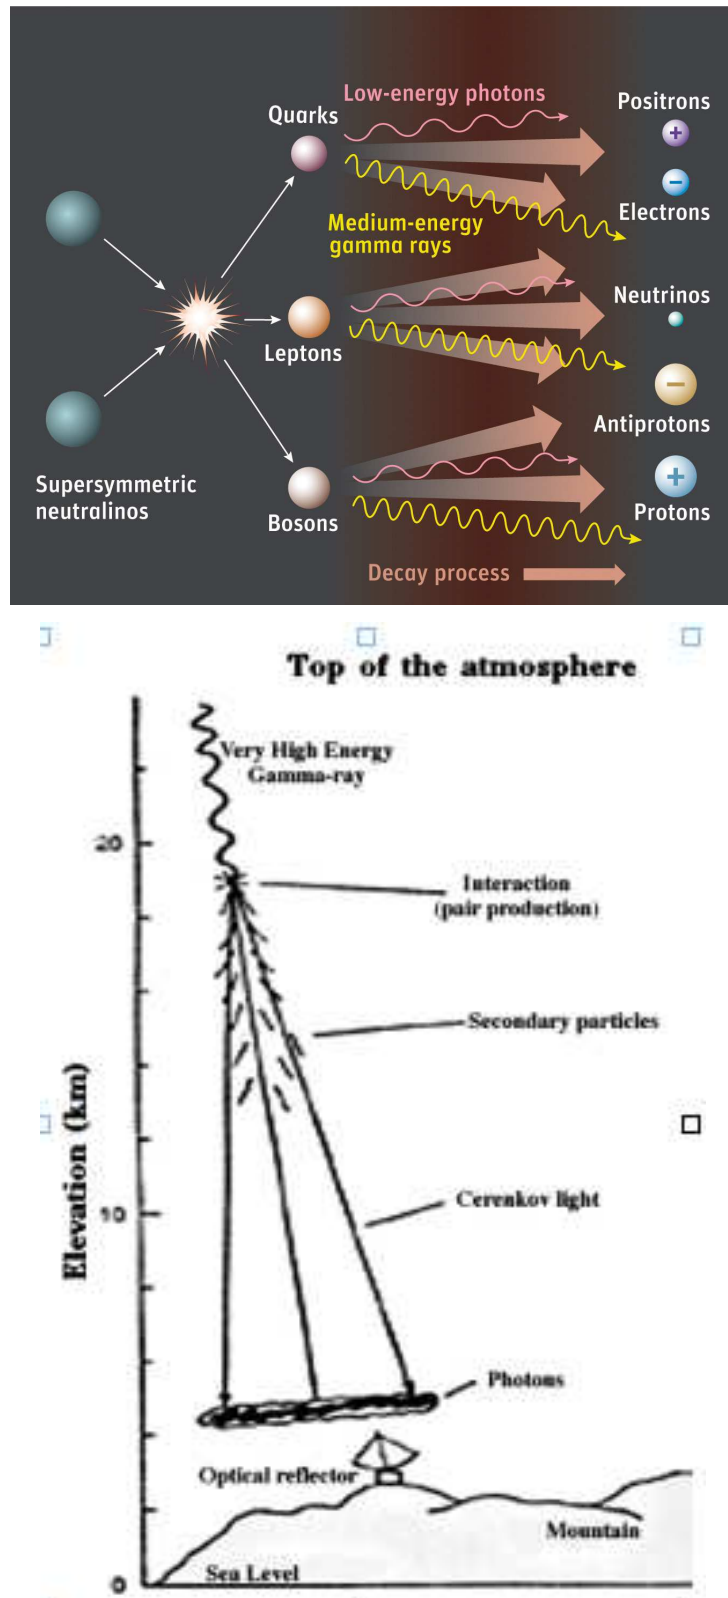 Low-energy photons
Positrons
Quarks
+
−
Electrons
Medium-energy
gamma rays
Neutrinos
Leptons
−
Antiprotons
Supersymmetric
neutralinos
+
Bosons
Protons
Decay process
Top of the atmosphere
Very High Energy
Gamma-ray
20
Interaction
(pair production)
Secondary particles
Elevation (km)
10
Cerenkov light
Photons
Optical reflector
Mountain
Sea Level
0